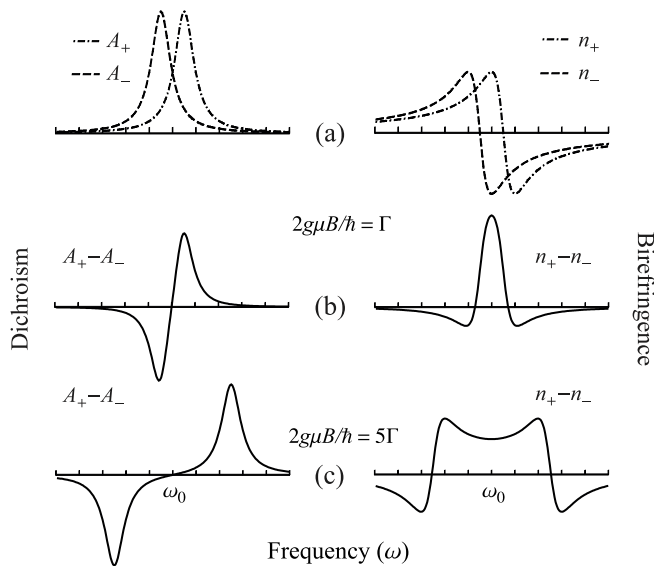 A₊
A₋
n₊
n₋
(a)
2gμB/ħ = Γ
A₊−A₋
n₊−n₋
(b)
Dichroism
Birefringence
A₊−A₋
n₊−n₋
2gμB/ħ = 5Γ
(c)
ω₀
ω₀
Frequency (ω)